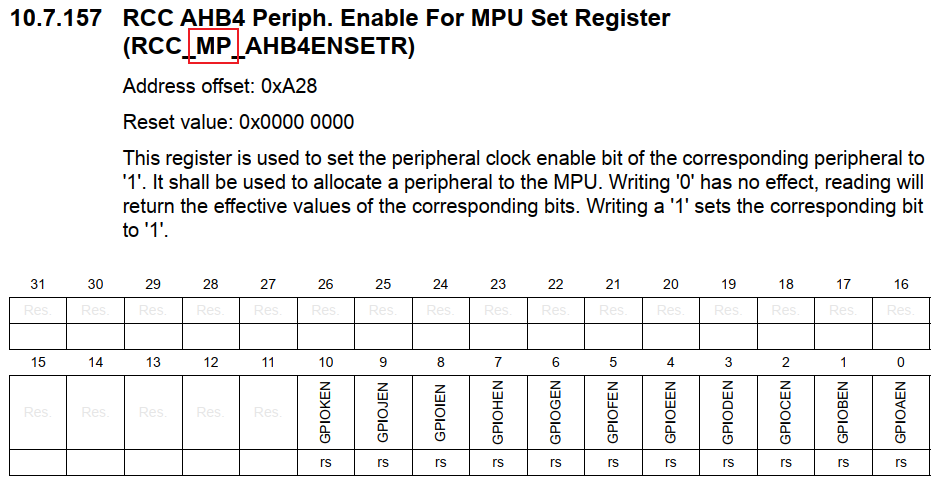 10.7.157 RCC AHB4 Periph. Enable For MPU Set Register
(RCC_MP_AHB4ENSETR)
Address offset: 0xA28
Reset value: 0x0000 0000
This register is used to set the peripheral clock enable bit of the corresponding peripheral to
'1'. It shall be used to allocate a peripheral to the MPU. Writing '0' has no effect, reading will
return the effective values of the corresponding bits. Writing a '1' sets the corresponding bit
to '1'.
31 30 29 28 27 26 25 24 23 22 21 20 19 18 17 16
Res. Res. Res. Res. Res. Res. Res. Res. Res. Res. Res. Res. Res. Res. Res. Res.
15 14 13 12 11 10 9 8 7 6 5 4 3 2 1 0
Res. Res. Res. Res. Res. GPIOKEN GPIOJEN GPIOIEN GPIOHEN GPIOGEN GPIOFEN GPIOEEN GPIODEN GPIOCEN GPIOBEN GPIOAEN
rs rs rs rs rs rs rs rs rs rs rs